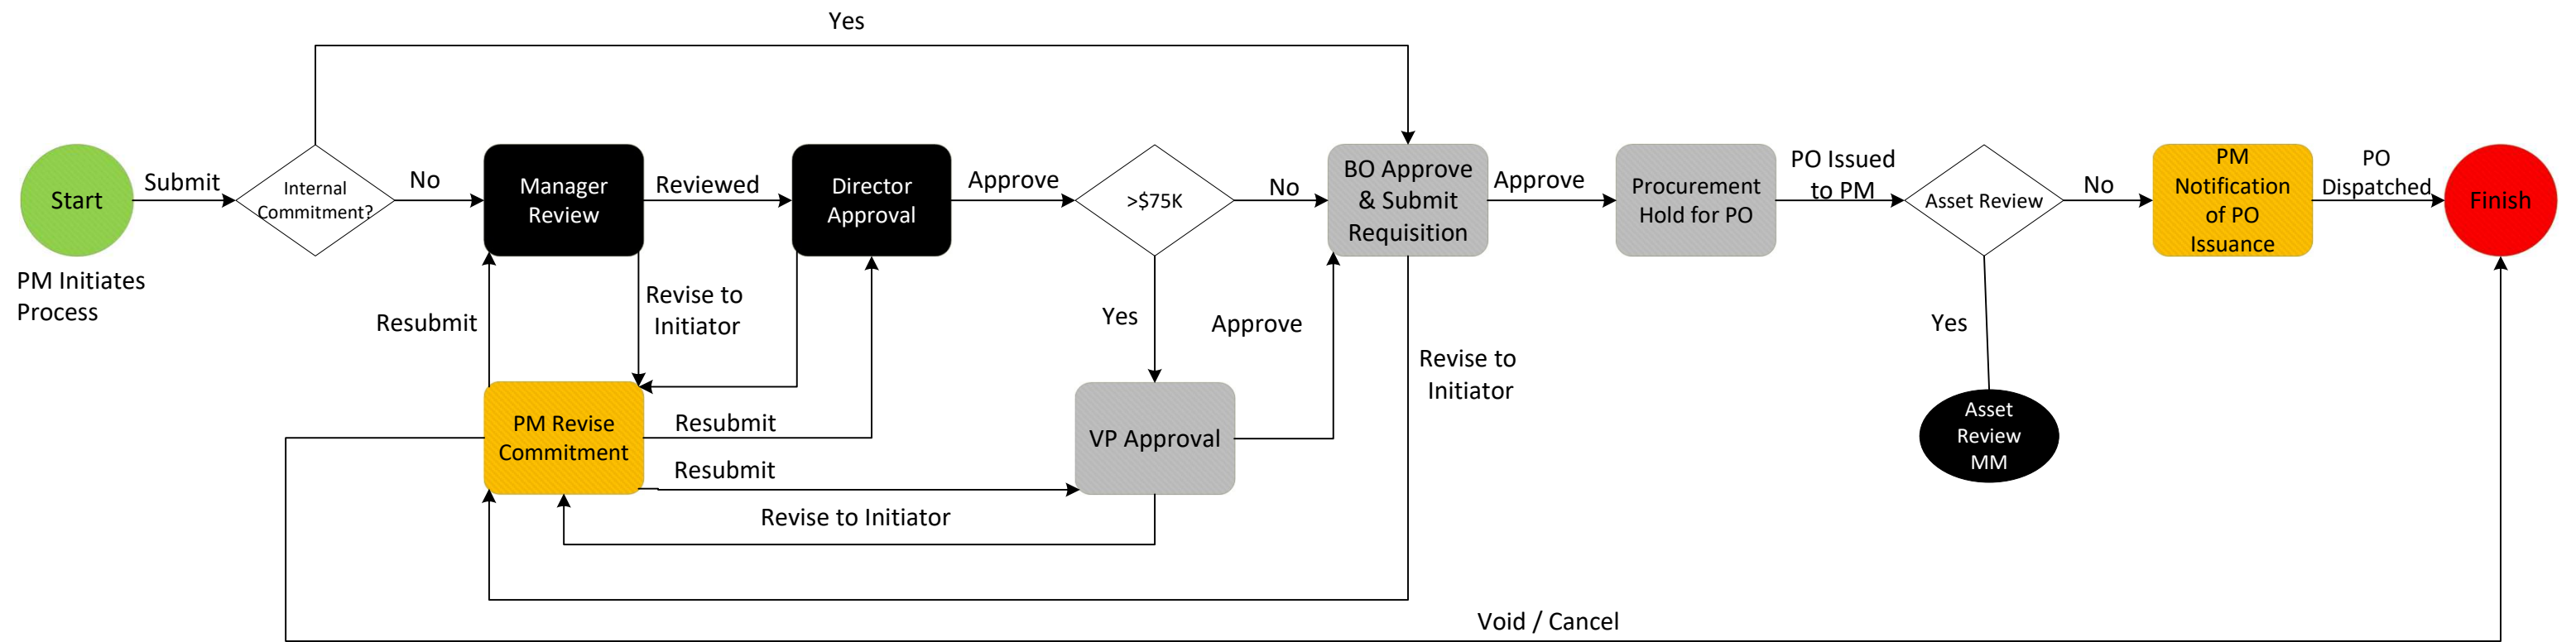 Yes
Start
Submit
Internal
Commitment?
No
Manager
Review
Reviewed
Director
Approval
Approve
>$75K
No
BO Approve
& Submit
Requisition
Approve
Procurement
Hold for PO
PO Issued
to PM
Asset Review
No
PM
Notification
of PO
Issuance
PO
Dispatched
Finish
PM Initiates
Process
Resubmit
Revise to
Initiator
Yes
Approve
Revise to
Initiator
Yes
PM Revise
Commitment
Resubmit
Resubmit
VP Approval
Asset
Review
MM
Revise to Initiator
Void / Cancel